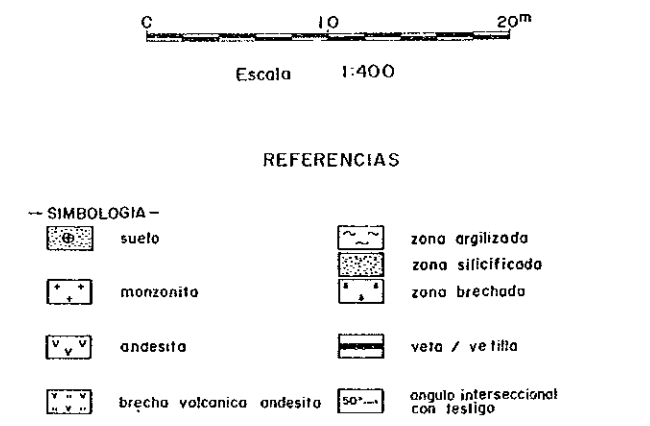 0 10 20m
Escala 1:400
REFERENCIAS
-- SIMBOLOGIA -
suelo
monzonita
andesita
brecha volcanica andesita
zona argilizada
zona silicificada
zona brechada
veta / vetilla
50°
angulo interseccional
con testigo